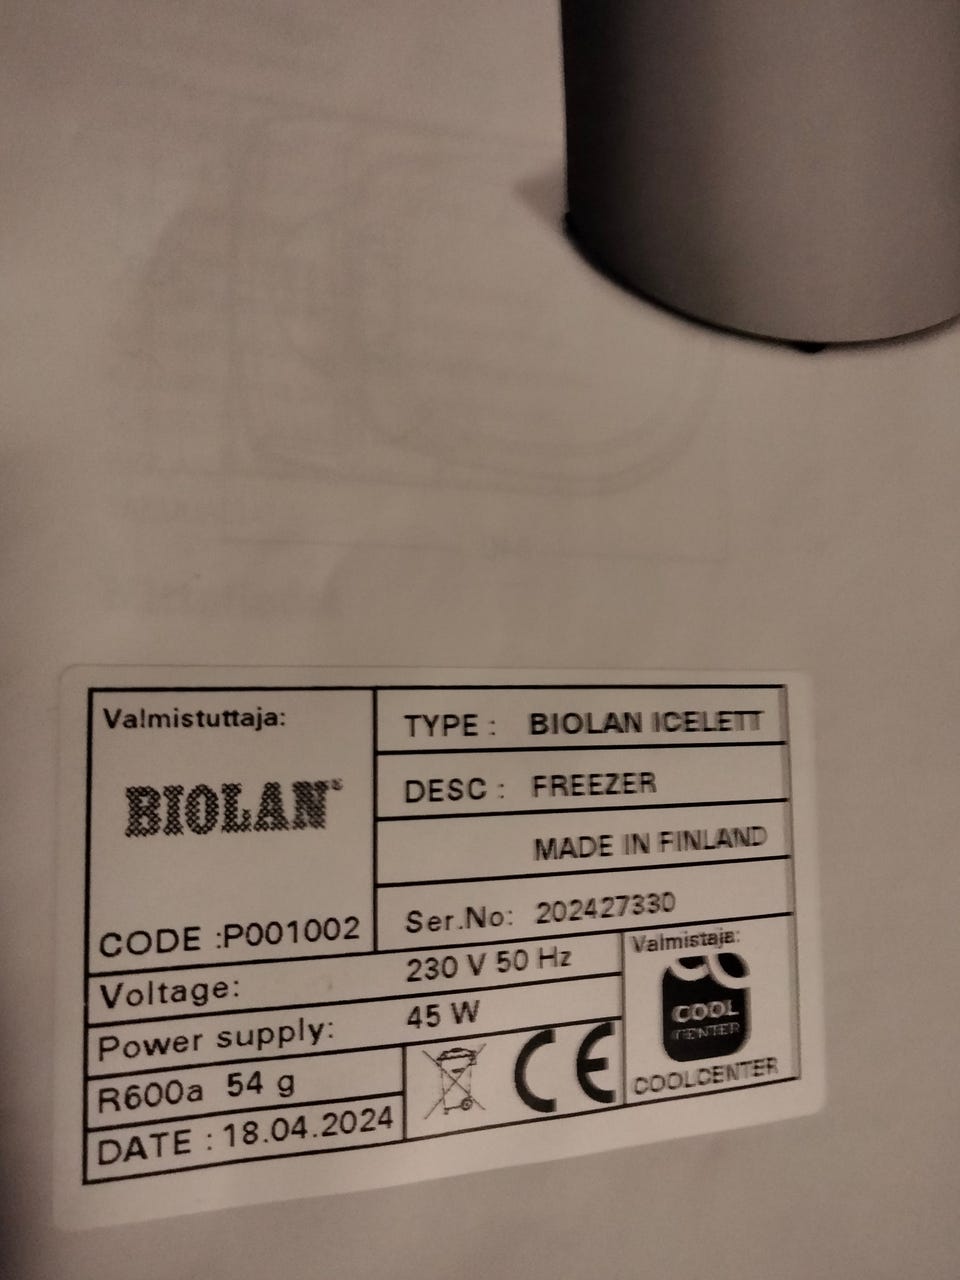 Valmistuttaja:
BIOLAN®
CODE :P001002
TYPE : BIOLAN ICELETT
DESC : FREEZER
MADE IN FINLAND
Ser.No: 202427330
Voltage: 230 V 50 Hz
Power supply: 45 W
R600a 54 g
DATE : 18.04.2024
CE
Valmistaja:
COOL
CENTER
COOLCENTER